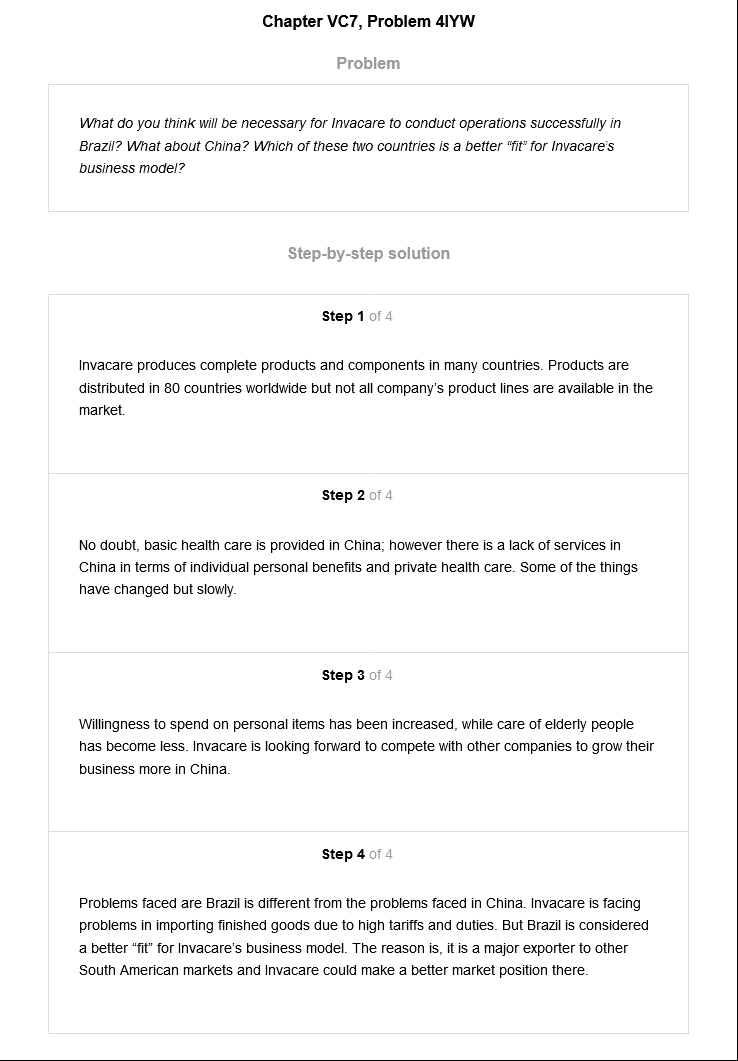 Chapter VC7, Problem 4IYW
Problem
What do you think will be necessary for Invacare to conduct operations successfully in
Brazil? What about China? Which of these two countries is a better “fit” for Invacare’s
business model?
Step-by-step solution
Step 1 of 4
Invacare produces complete products and components in many countries. Products are
distributed in 80 countries worldwide but not all company’s product lines are available in the
market.
Step 2 of 4
No doubt, basic health care is provided in China; however there is a lack of services in
China in terms of individual personal benefits and private health care. Some of the things
have changed but slowly.
Step 3 of 4
Willingness to spend on personal items has been increased, while care of elderly people
has become less. Invacare is looking forward to compete with other companies to grow their
business more in China.
Step 4 of 4
Problems faced are Brazil is different from the problems faced in China. Invacare is facing
problems in importing finished goods due to high tariffs and duties. But Brazil is considered
a better “fit” for Invacare’s business model. The reason is, it is a major exporter to other
South American markets and Invacare could make a better market position there.